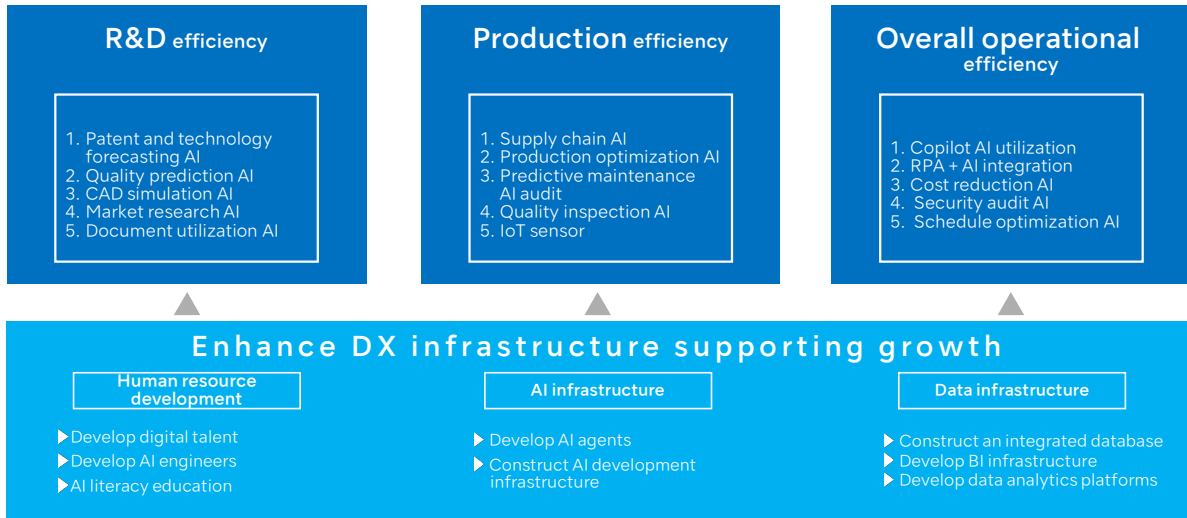 R&D efficiency
1. Patent and technology
forecasting AI
2. Quality prediction AI
3. CAD simulation AI
4. Market research AI
5. Document utilization AI
Production efficiency
1. Supply chain AI
2. Production optimization AI
3. Predictive maintenance
AI audit
4. Quality inspection AI
5. IoT sensor
Overall operational
efficiency
1. Copilot AI utilization
2. RPA + AI integration
3. Cost reduction AI
4. Security audit AI
5. Schedule optimization AI
Enhance DX infrastructure supporting growth
Human resource
development
Develop digital talent
Develop AI engineers
AI literacy education
AI infrastructure
Develop AI agents
Construct AI development
infrastructure
Data infrastructure
Construct an integrated database
Develop BI infrastructure
Develop data analytics platforms